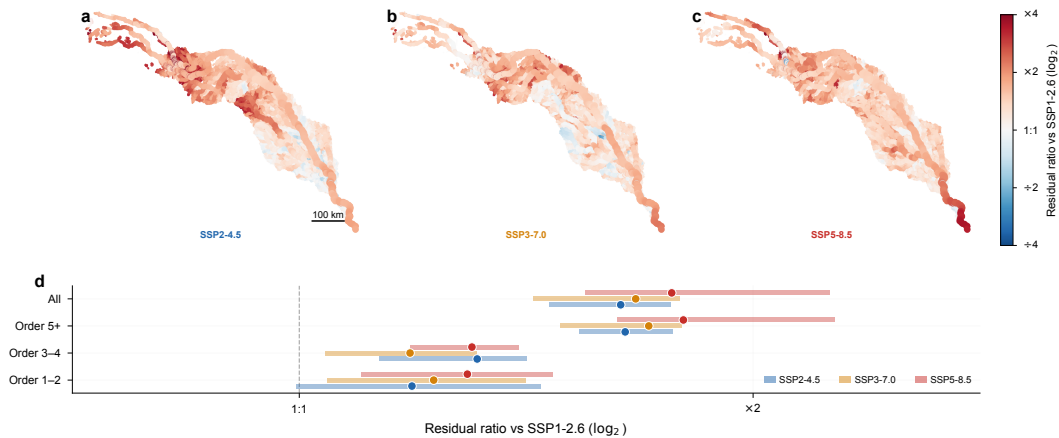 a
b
c
100 km
SSP2-4.5
SSP3-7.0
SSP5-8.5
×4
×2
1:1
÷2
÷4
Residual ratio vs SSP1-2.6 (log₂)
d
All
Order 5+
Order 3–4
Order 1–2
SSP2-4.5
SSP3-7.0
SSP5-8.5
1:1
×2
Residual ratio vs SSP1-2.6 (log₂)